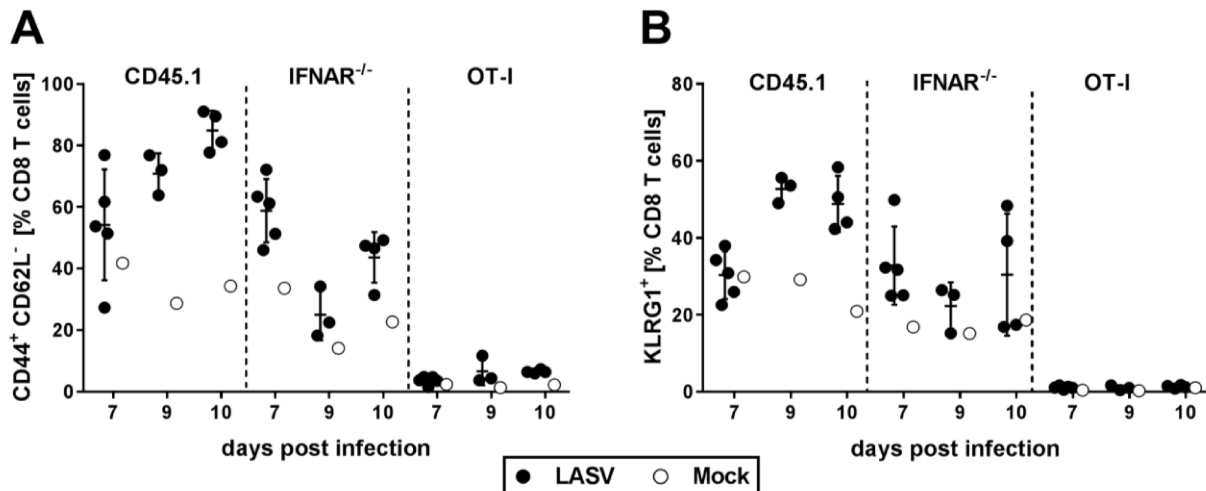 A
CD45.1 IFNAR-/- OT-I
CD44+ CD62L- [% CD8 T cells]
100
80
60
40
20
0
7 9 10 7 9 10 7 9 10
days post infection
B
CD45.1 IFNAR-/- OT-I
KLRG1+ [% CD8 T cells]
80
60
40
20
0
7 9 10 7 9 10 7 9 10
days post infection
LASV Mock